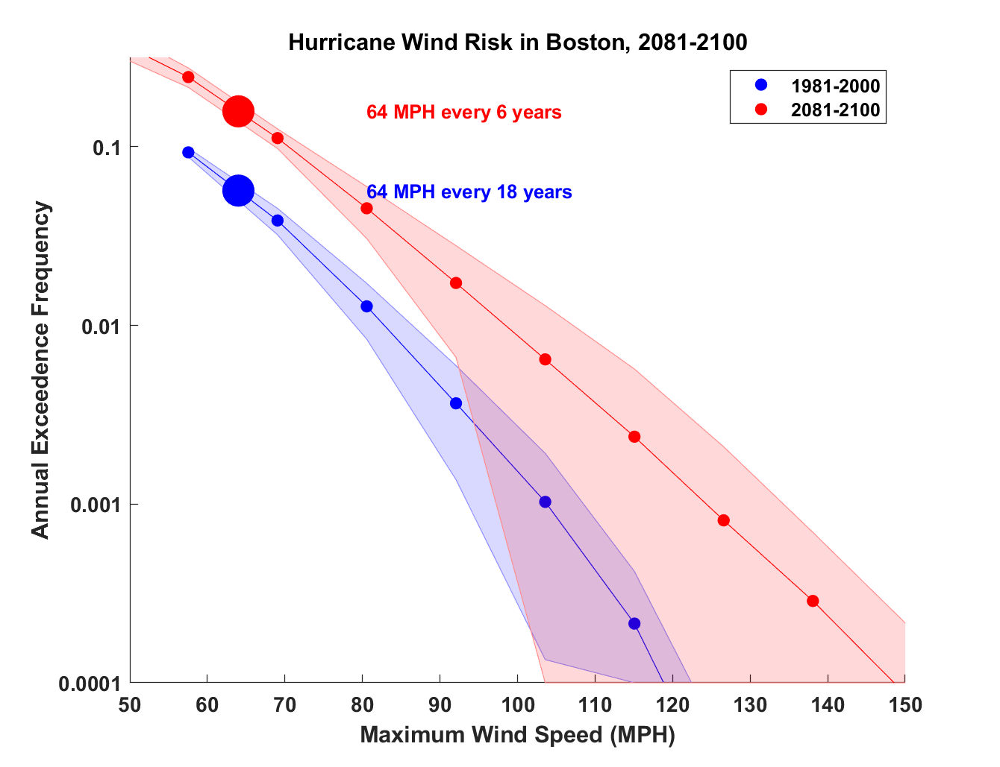 Hurricane Wind Risk in Boston, 2081-2100
1981-2000
2081-2100
64 MPH every 6 years
64 MPH every 18 years
Annual Exceedence Frequency
0.1
0.01
0.001
0.0001
50 60 70 80 90 100 110 120 130 140 150
Maximum Wind Speed (MPH)